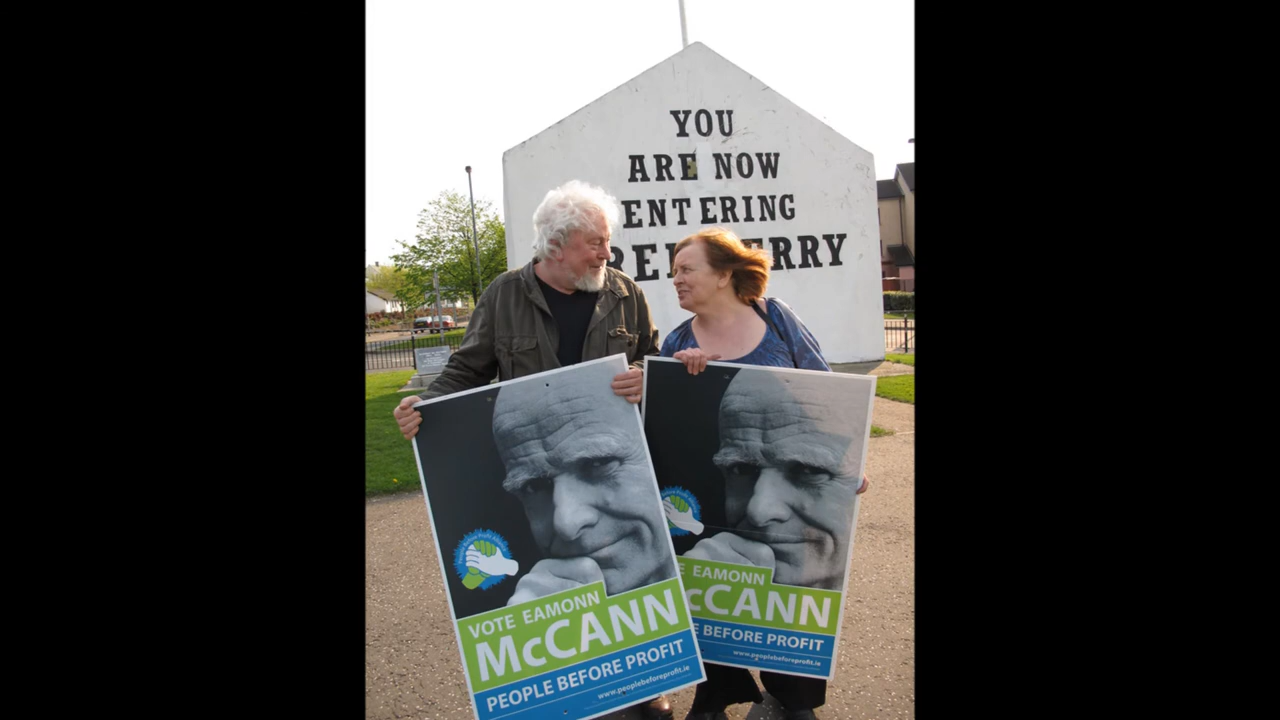 YOU
ARE NOW
ENTERING
ERRY
VOTE EAMONN
McCANN
PEOPLE BEFORE PROFIT
www.peoplebeforeprofit.ie
EAMONN
McCANN
BEFORE PROFIT
www.peoplebeforeprofit.ie